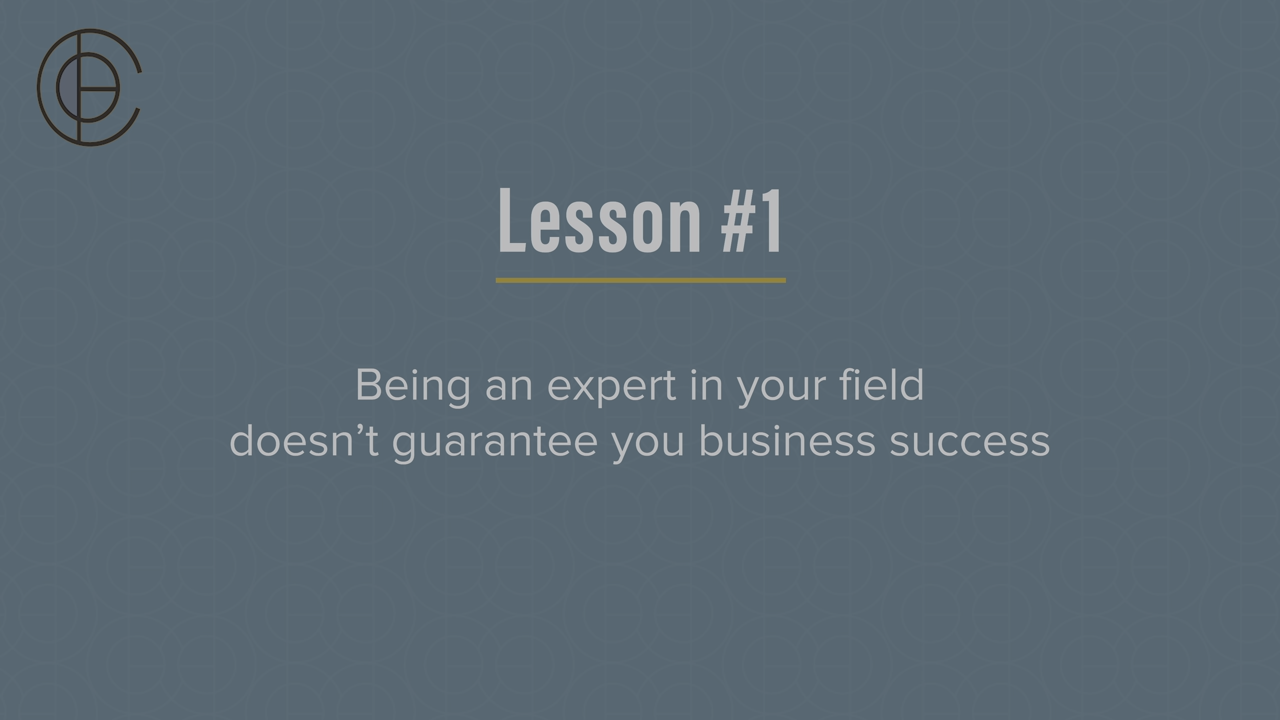 Lesson #1
Being an expert in your field
doesn’t guarantee you business success